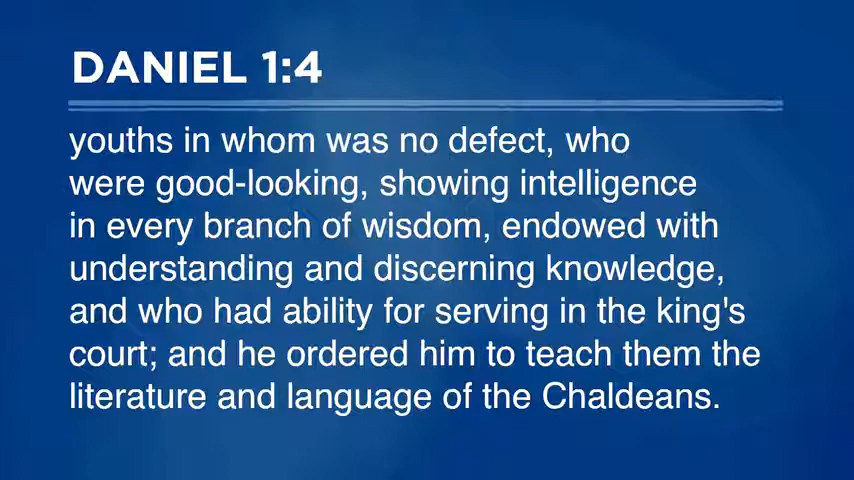 DANIEL 1:4
youths in whom was no defect, who
were good-looking, showing intelligence
in every branch of wisdom, endowed with
understanding and discerning knowledge,
and who had ability for serving in the king's
court; and he ordered him to teach them the
literature and language of the Chaldeans.